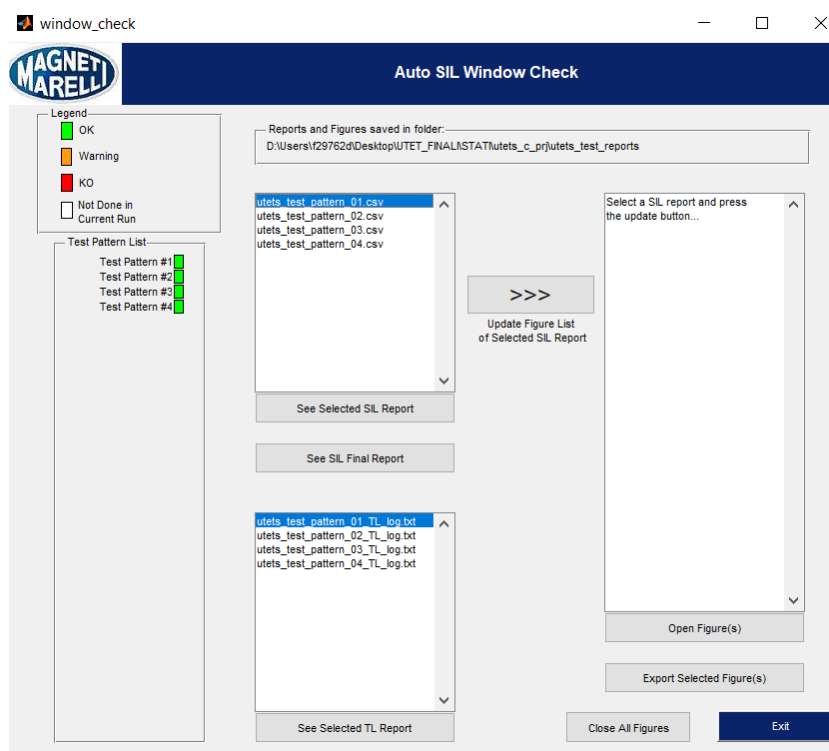 window_check
MAGNETI
MARELLI
Auto SIL Window Check
Legend
OK
Warning
KO
Not Done in
Current Run
Test Pattern List
Test Pattern #1
Test Pattern #2
Test Pattern #3
Test Pattern #4
Reports and Figures saved in folder:
D:\Users\f29762d\Desktop\UTET_FINALI\STATI\utets_c_prj\utets_test_reports
utets_test_pattern_01.csv
utets_test_pattern_02.csv
utets_test_pattern_03.csv
utets_test_pattern_04.csv
See Selected SIL Report
See SIL Final Report
>>>
Update Figure List
of Selected SIL Report
Select a SIL report and press
the update button...
utets_test_pattern_01_TL_log.txt
utets_test_pattern_02_TL_log.txt
utets_test_pattern_03_TL_log.txt
utets_test_pattern_04_TL_log.txt
See Selected TL Report
Open Figure(s)
Export Selected Figure(s)
Close All Figures
Exit